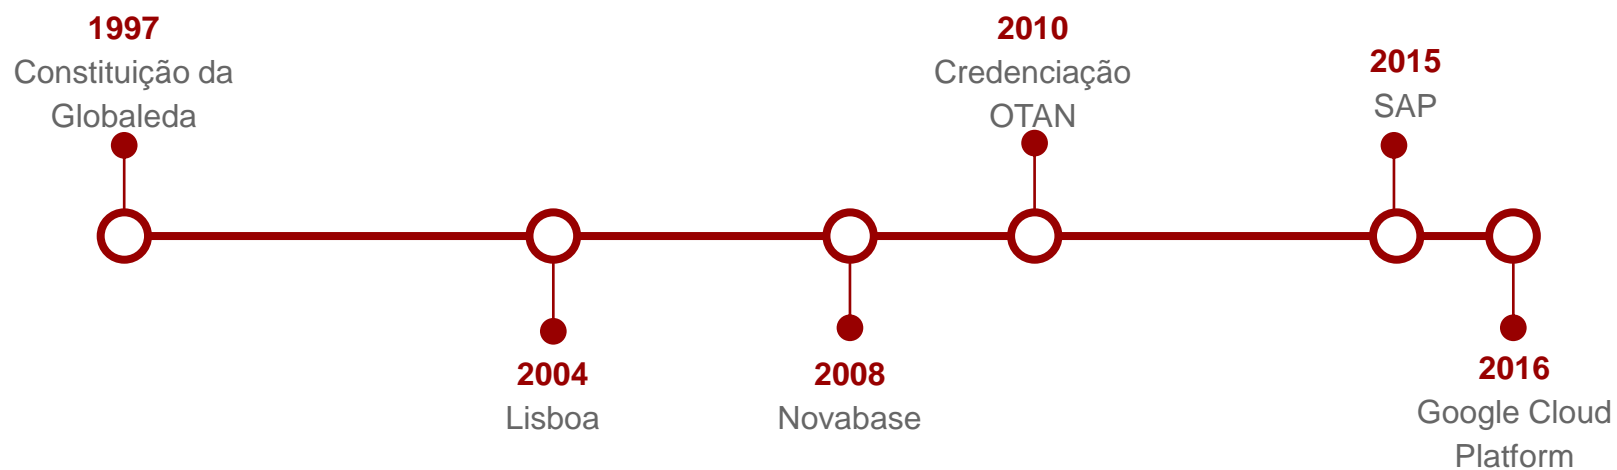 1997
Constituição da
Globaleda
2004
Lisboa
2008
Novabase
2010
Credenciação
OTAN
2015
SAP
2016
Google Cloud
Platform